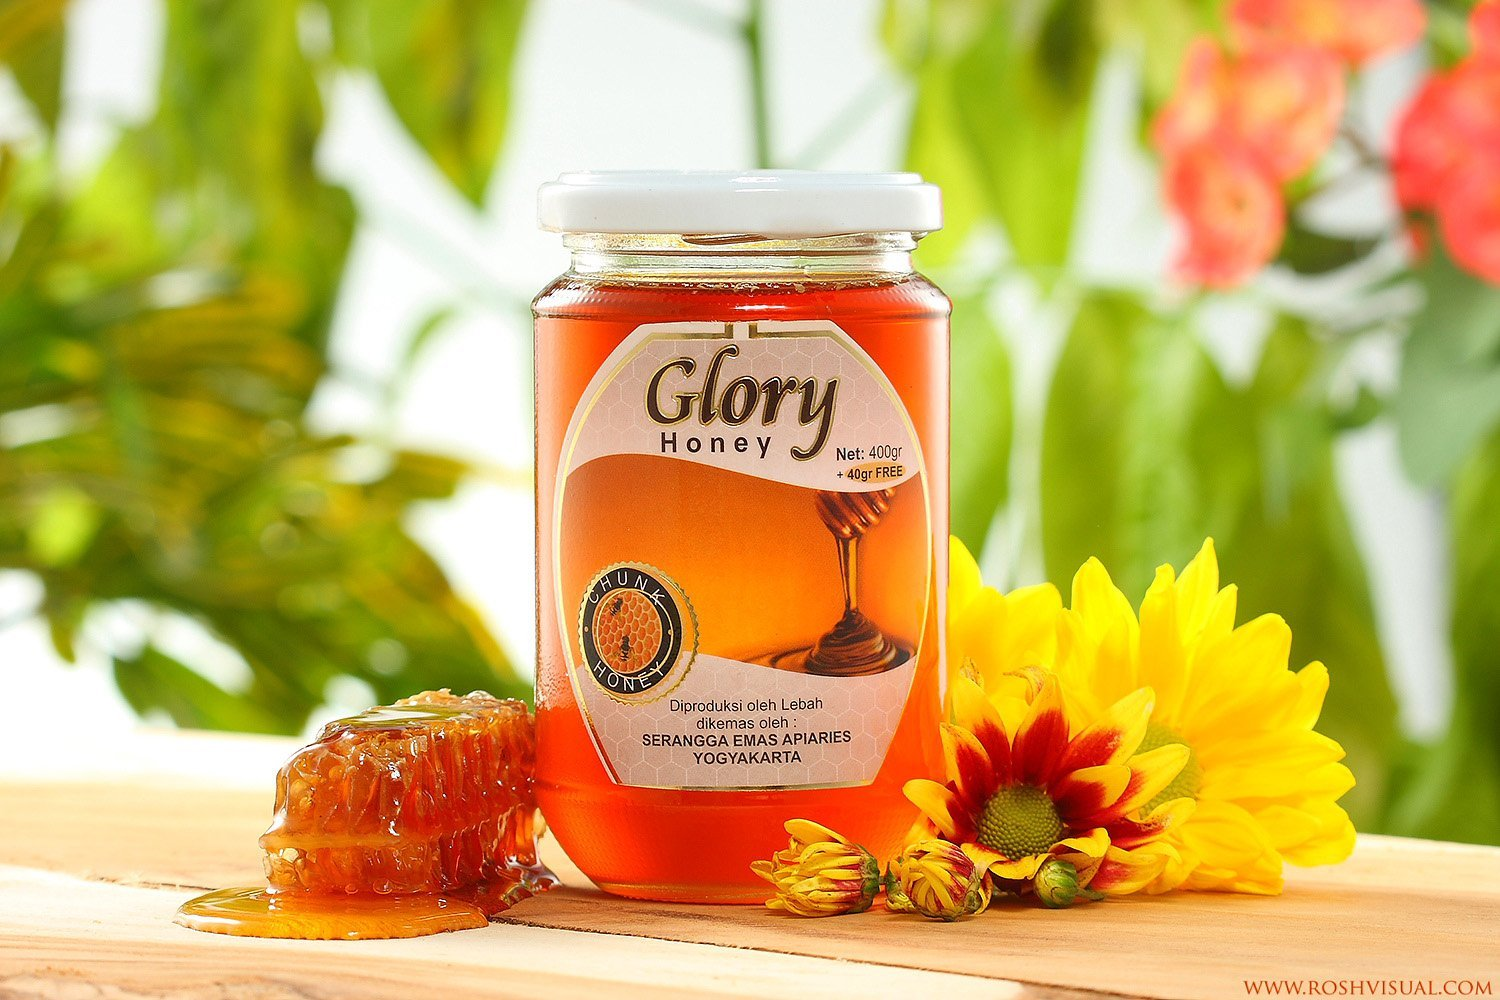 Glory
Honey
Net: 400gr
+ 40gr FREE
CHUNK
HONEY
Diproduksi oleh Lebah
dikemas oleh :
SERANGGA EMAS APIARIES
YOGYAKARTA
WWW.ROSHVISUAL.COM